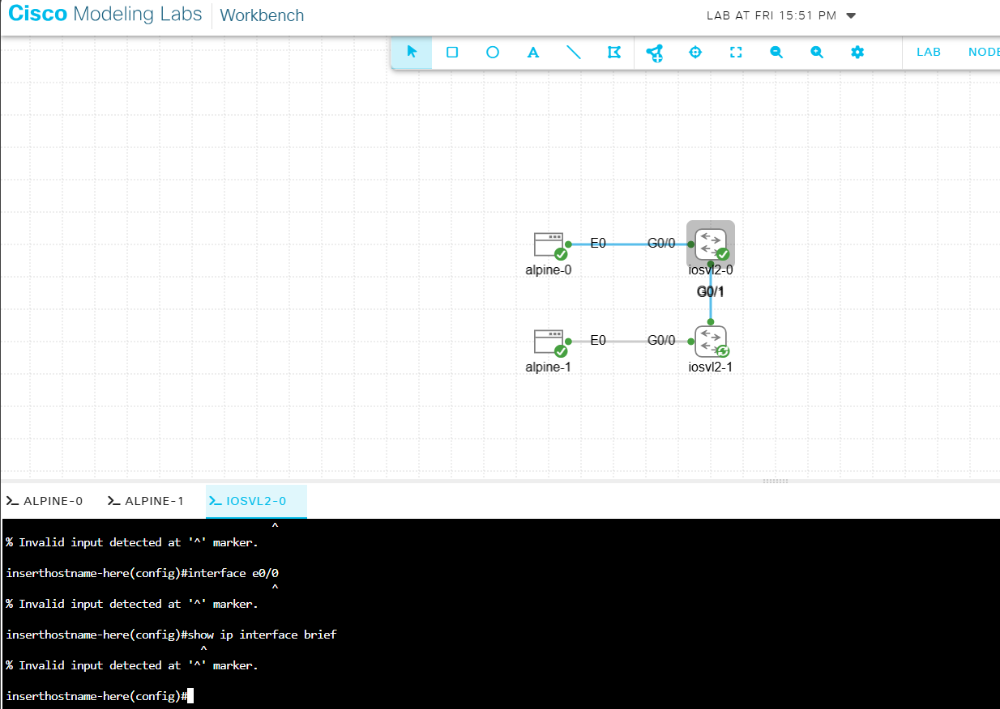 Cisco Modeling Labs Workbench
LAB AT FRI 15:51 PM
A
LAB NODE
E0 G0/0
alpine-0 iosvl2-0
G0/1
E0 G0/0
alpine-1 iosvl2-1
>_ ALPINE-0 >_ ALPINE-1 >_ IOSVL2-0
^
% Invalid input detected at '^' marker.
inserthostname-here(config)#interface e0/0
^
% Invalid input detected at '^' marker.
inserthostname-here(config)#show ip interface brief
^
% Invalid input detected at '^' marker.
inserthostname-here(config)#